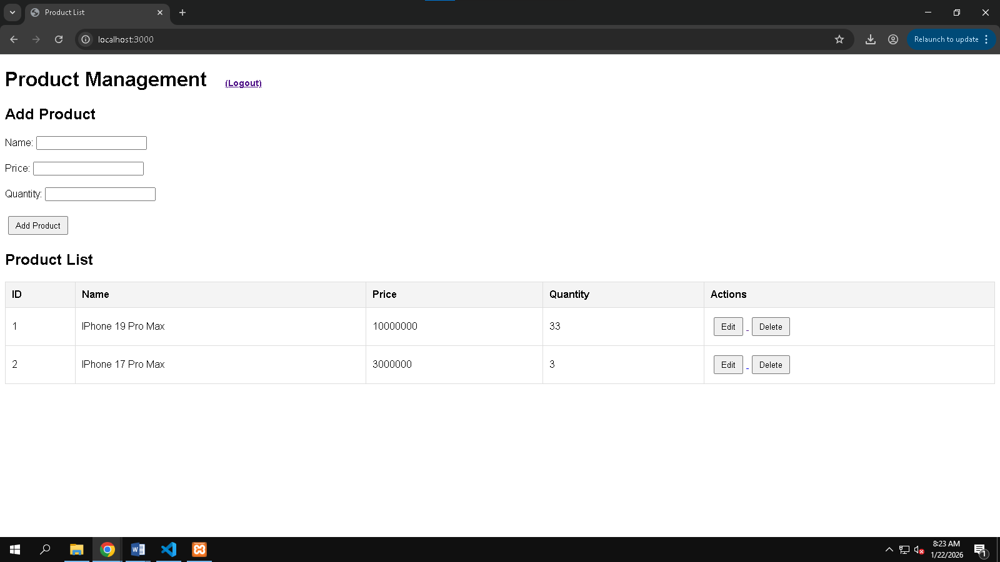 Product List
localhost:3000
Relaunch to update
Product Management (Logout)
Add Product
Name:
Price:
Quantity:
Add Product
Product List
ID Name Price Quantity Actions
1 IPhone 19 Pro Max 10000000 33 Edit - Delete
2 IPhone 17 Pro Max 3000000 3 Edit - Delete
8:23 AM
1/22/2026
1